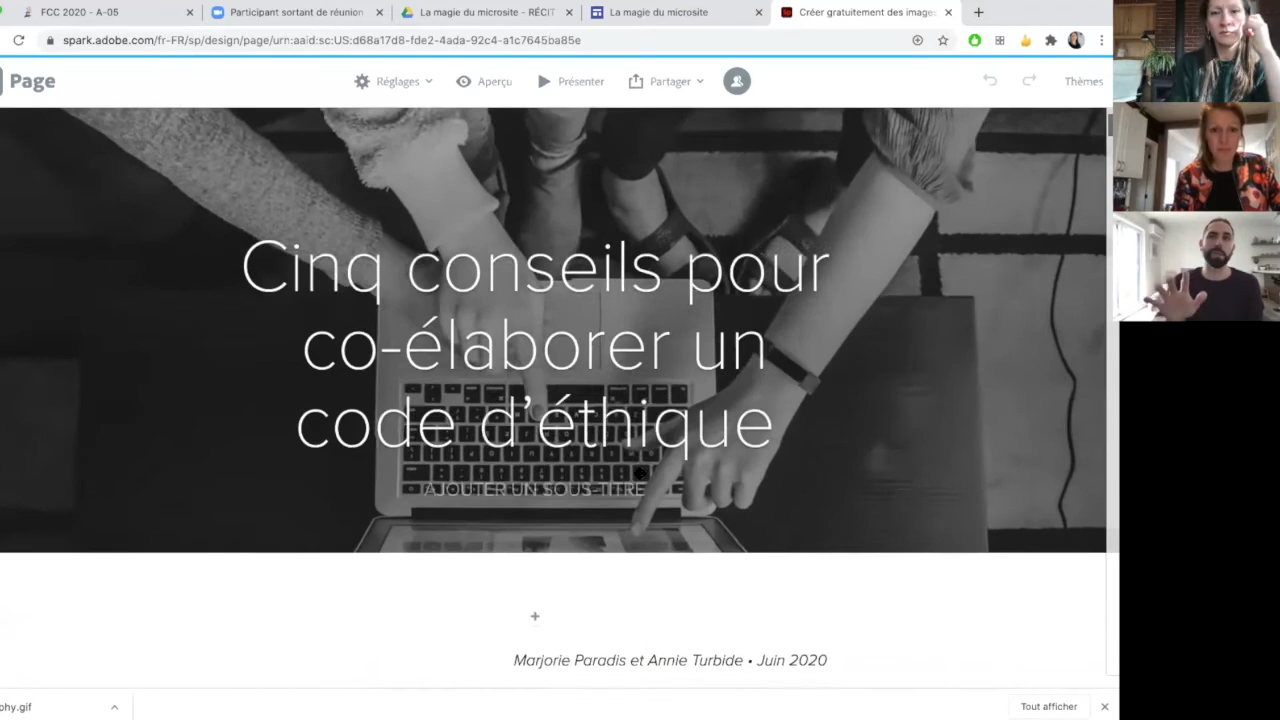 FCC 2020 - A-05
Participant sortant de réunion
La magie du microsite - RÉCIT
La magie du microsite
Créer gratuitement des image
spark.adobe.com/fr-FR/sp/design/page/urn:aaid:sc:US:d68a17d8-fde2-4ada-92c4-a1c7645ba85e
Page
Réglages
Aperçu
Présenter
Partager
Thèmes
Cinq conseils pour
co-élaborer un
code d'éthique
AJOUTER UN SOUS-TITRE
Marjorie Paradis et Annie Turbide • Juin 2020
phy.gif
Tout afficher